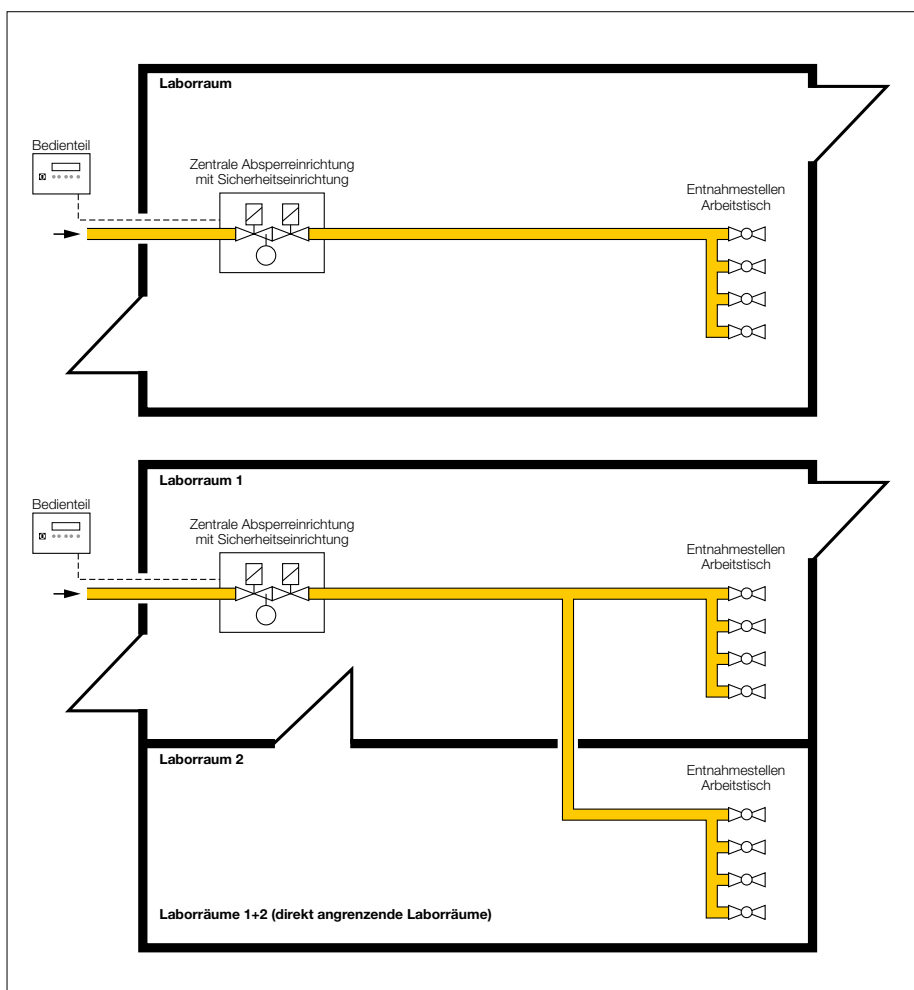 Laborraum
Bedienteil
Zentrale Absperreinrichtung
mit Sicherheitseinrichtung
Entnahmestellen
Arbeitstisch
Laborraum 1
Bedienteil
Zentrale Absperreinrichtung
mit Sicherheitseinrichtung
Entnahmestellen
Arbeitstisch
Laborraum 2
Entnahmestellen
Arbeitstisch
Laborräume 1+2 (direkt angrenzende Laborräume)